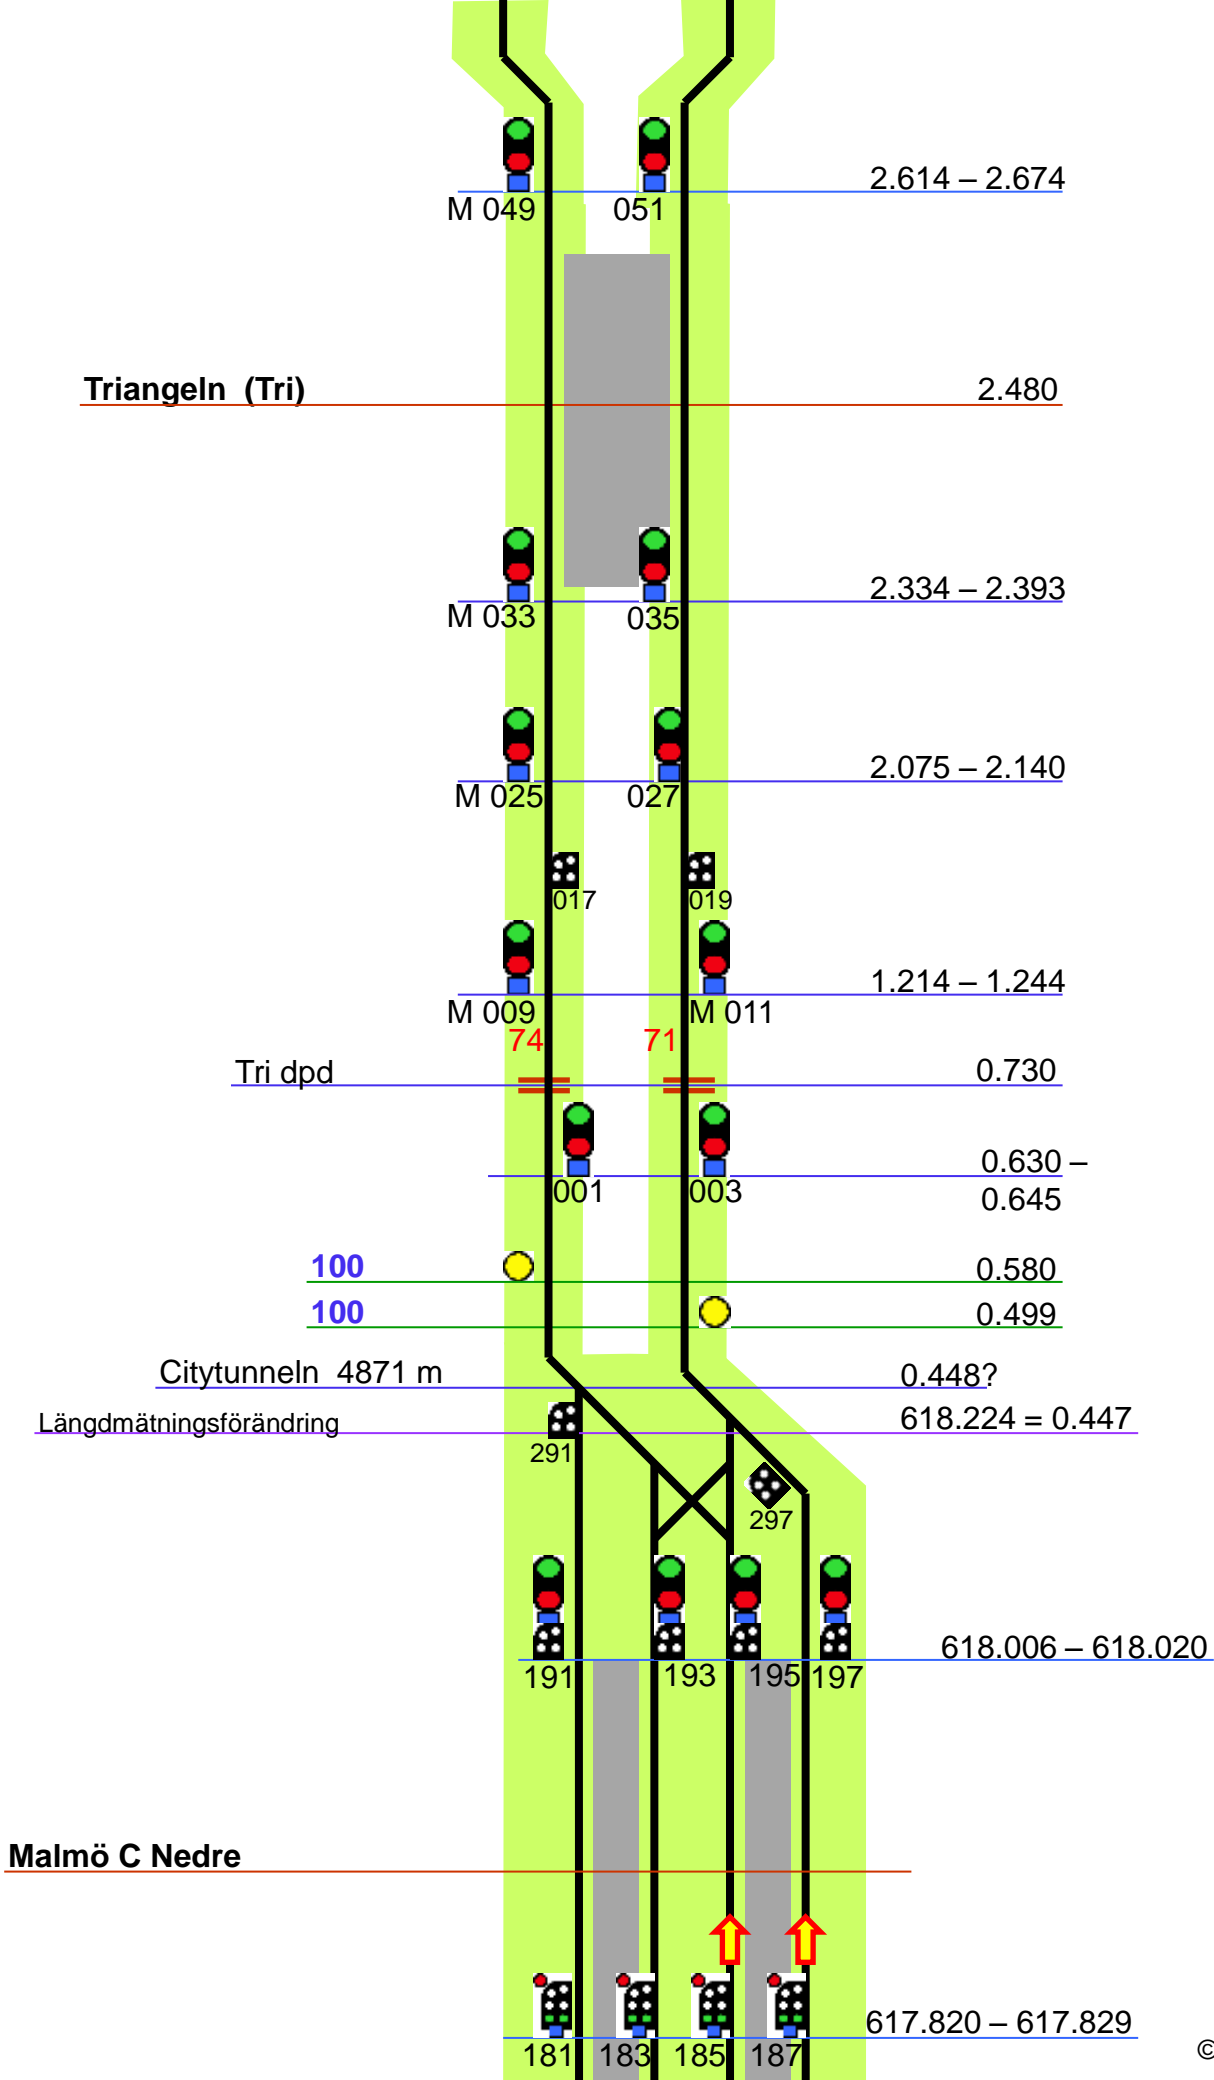 2.614 – 2.674
M 049 051
Triangeln (Tri) 2.480
2.334 – 2.393
M 033 035
2.075 – 2.140
M 025 027
017 019
1.214 – 1.244
M 009 M 011
74 71
Tri dpd 0.730
0.630 –
001 003 0.645
100 0.580
100 0.499
Citytunneln 4871 m 0.448?
Längdmätningsförändring 618.224 = 0.447
291
297
618.006 – 618.020
191 193 195 197
Malmö C Nedre
617.820 – 617.829
181 183 185 187 ©